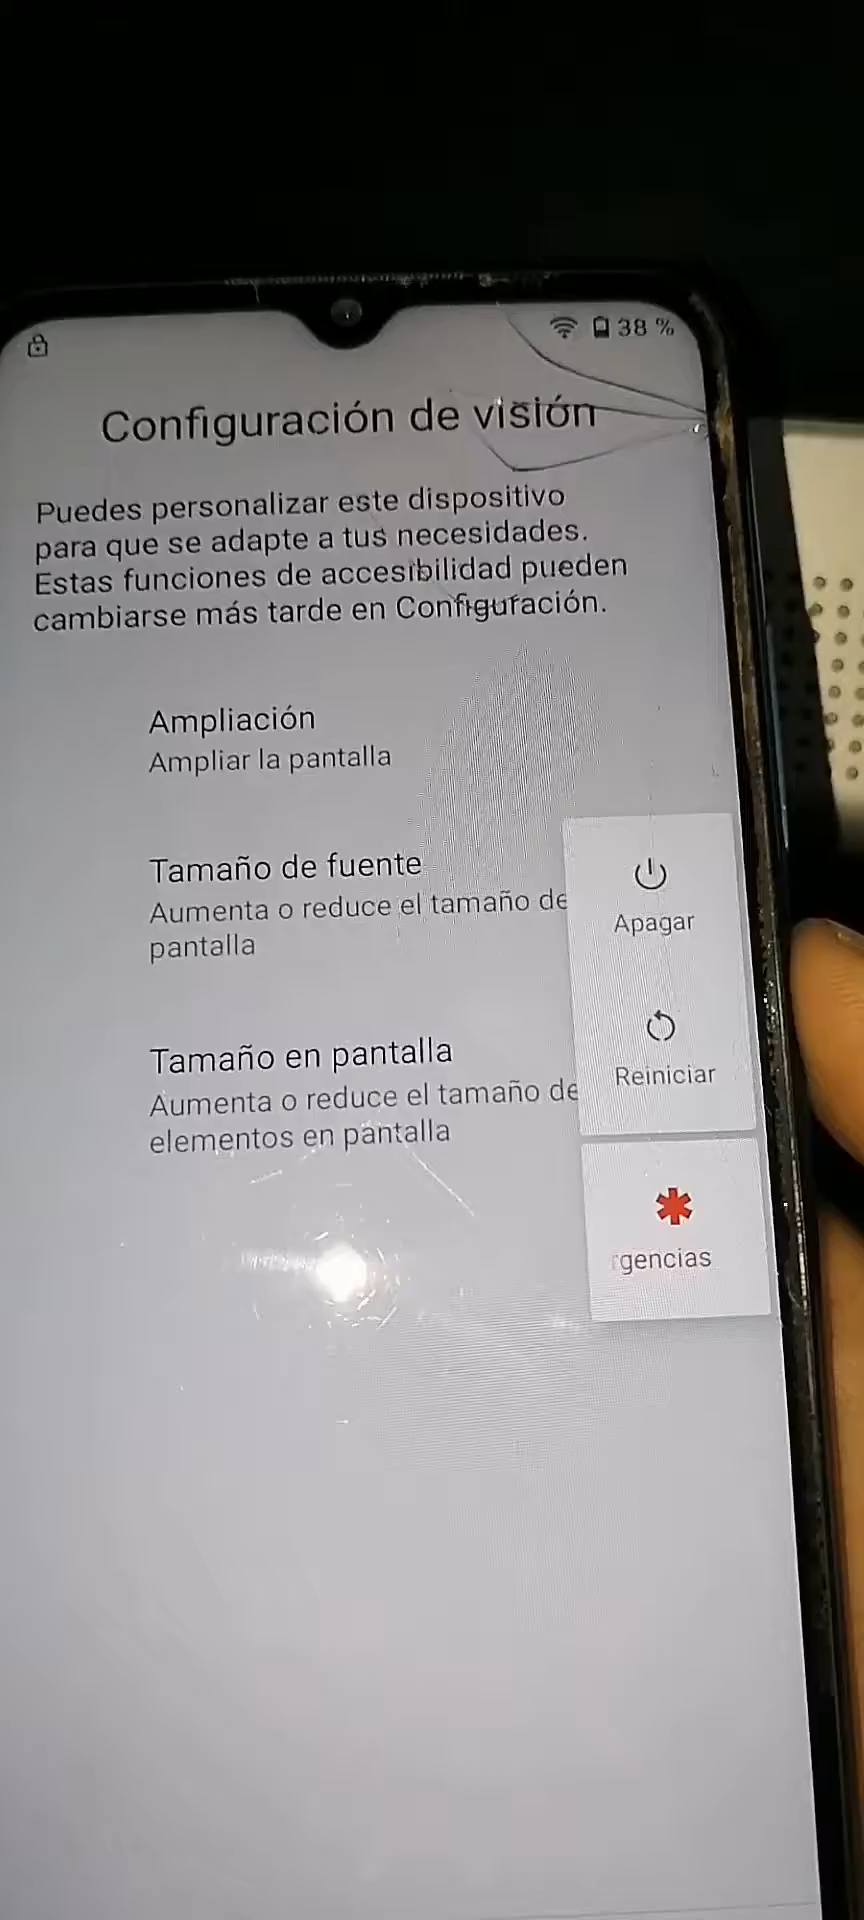 38 %
Configuración de visión
Puedes personalizar este dispositivo
para que se adapte a tus necesidades.
Estas funciones de accesibilidad pueden
cambiarse más tarde en Configuración.
Ampliación
Ampliar la pantalla
Tamaño de fuente
Aumenta o reduce el tamaño de
pantalla
Tamaño en pantalla
Aumenta o reduce el tamaño de
elementos en pantalla
Apagar
Reiniciar
rgencias